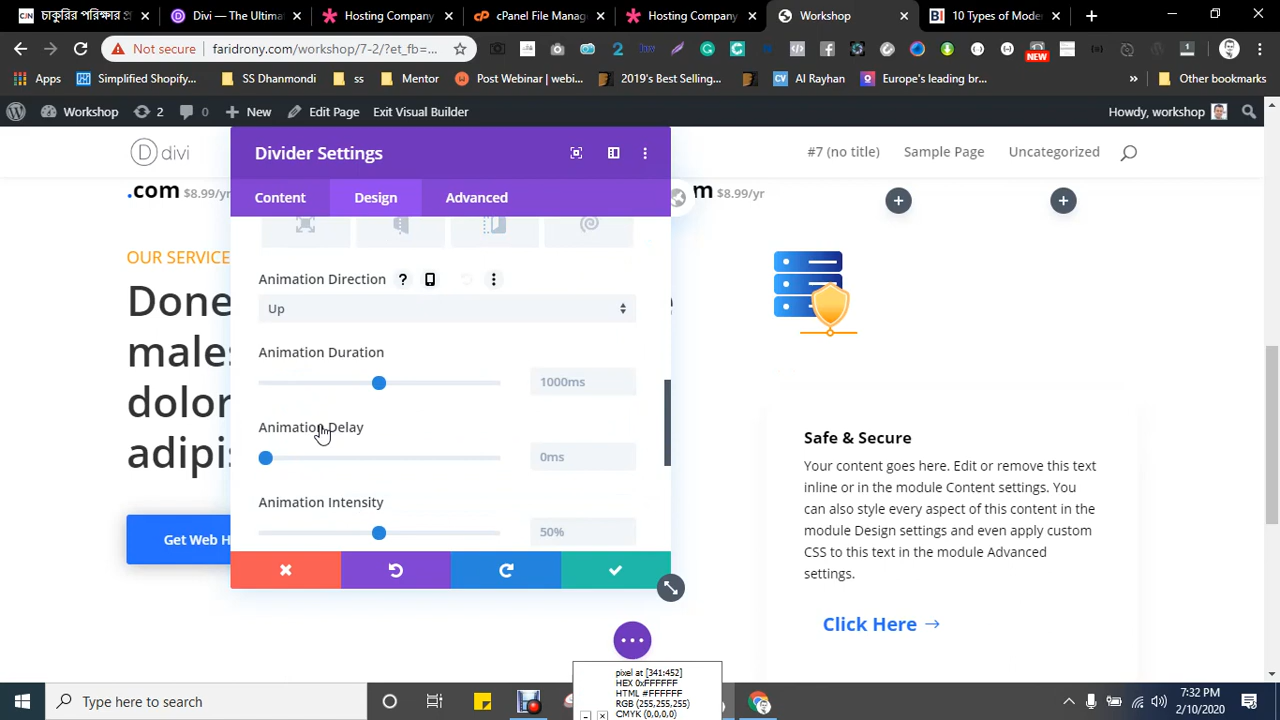 চাকুরি
Divi — The Ultimate
Hosting Company
cPanel File Manag
Hosting Company
Workshop
10 Types of Moder
Not secure
faridrony.com/workshop/7-2/?et_fb=...
NEW
Apps
Simplified Shopify...
SS Dhanmondi
ss
Mentor
Post Webinar | webi...
2019's Best Selling...
Al Rayhan
Europe's leading br...
Other bookmarks
Workshop
2
0
New
Edit Page
Exit Visual Builder
Howdy, workshop
divi
#7 (no title)
Sample Page
Uncategorized
Divider Settings
Content
Design
Advanced
.com $8.99/yr
m $8.99/yr
OUR SERVICE
Done
males
dolor
adipis
Get Web H
Animation Direction
Up
Animation Duration
1000ms
Animation Delay
0ms
Animation Intensity
50%
Safe & Secure
Your content goes here. Edit or remove this text
inline or in the module Content settings. You
can also style every aspect of this content in the
module Design settings and even apply custom
CSS to this text in the module Advanced
settings.
Click Here →
pixel at [341:452]
HEX 0xFFFFFF
HTML #FFFFFF
RGB (255,255,255)
CMYK (0,0,0,0)
Type here to search
7:32 PM
2/10/2020